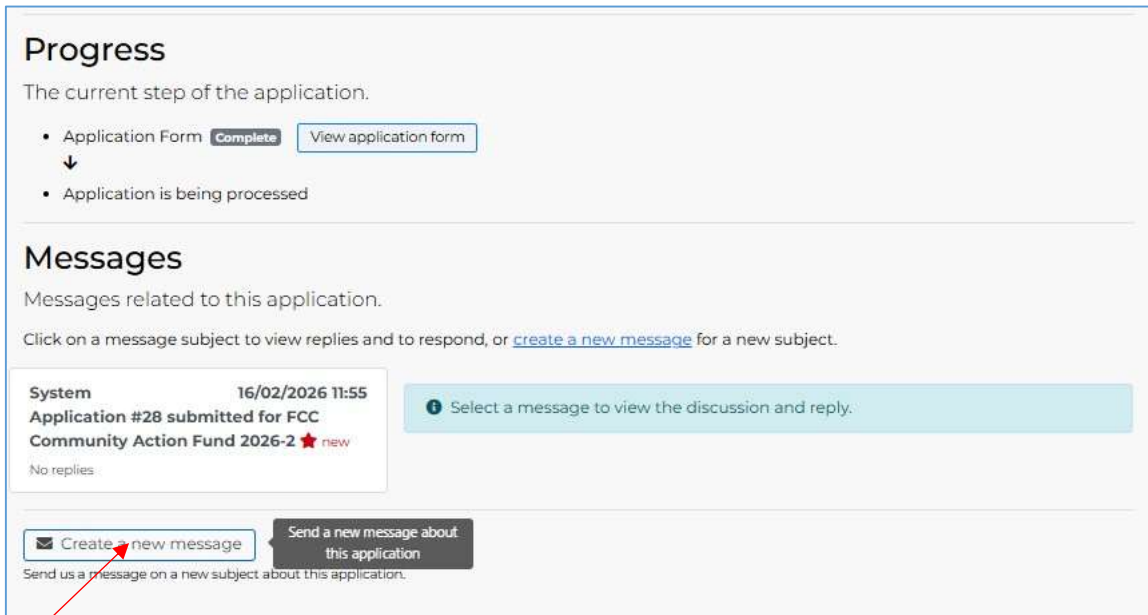 Progress
The current step of the application.
Application Form Complete View application form
Application is being processed
Messages
Messages related to this application.
Click on a message subject to view replies and to respond, or create a new message for a new subject.
System 16/02/2026 11:55
Application #28 submitted for FCC
Community Action Fund 2026-2 new
No replies
Select a message to view the discussion and reply.
Create a new message
Send a new message about
this application
Send us a message on a new subject about this application.